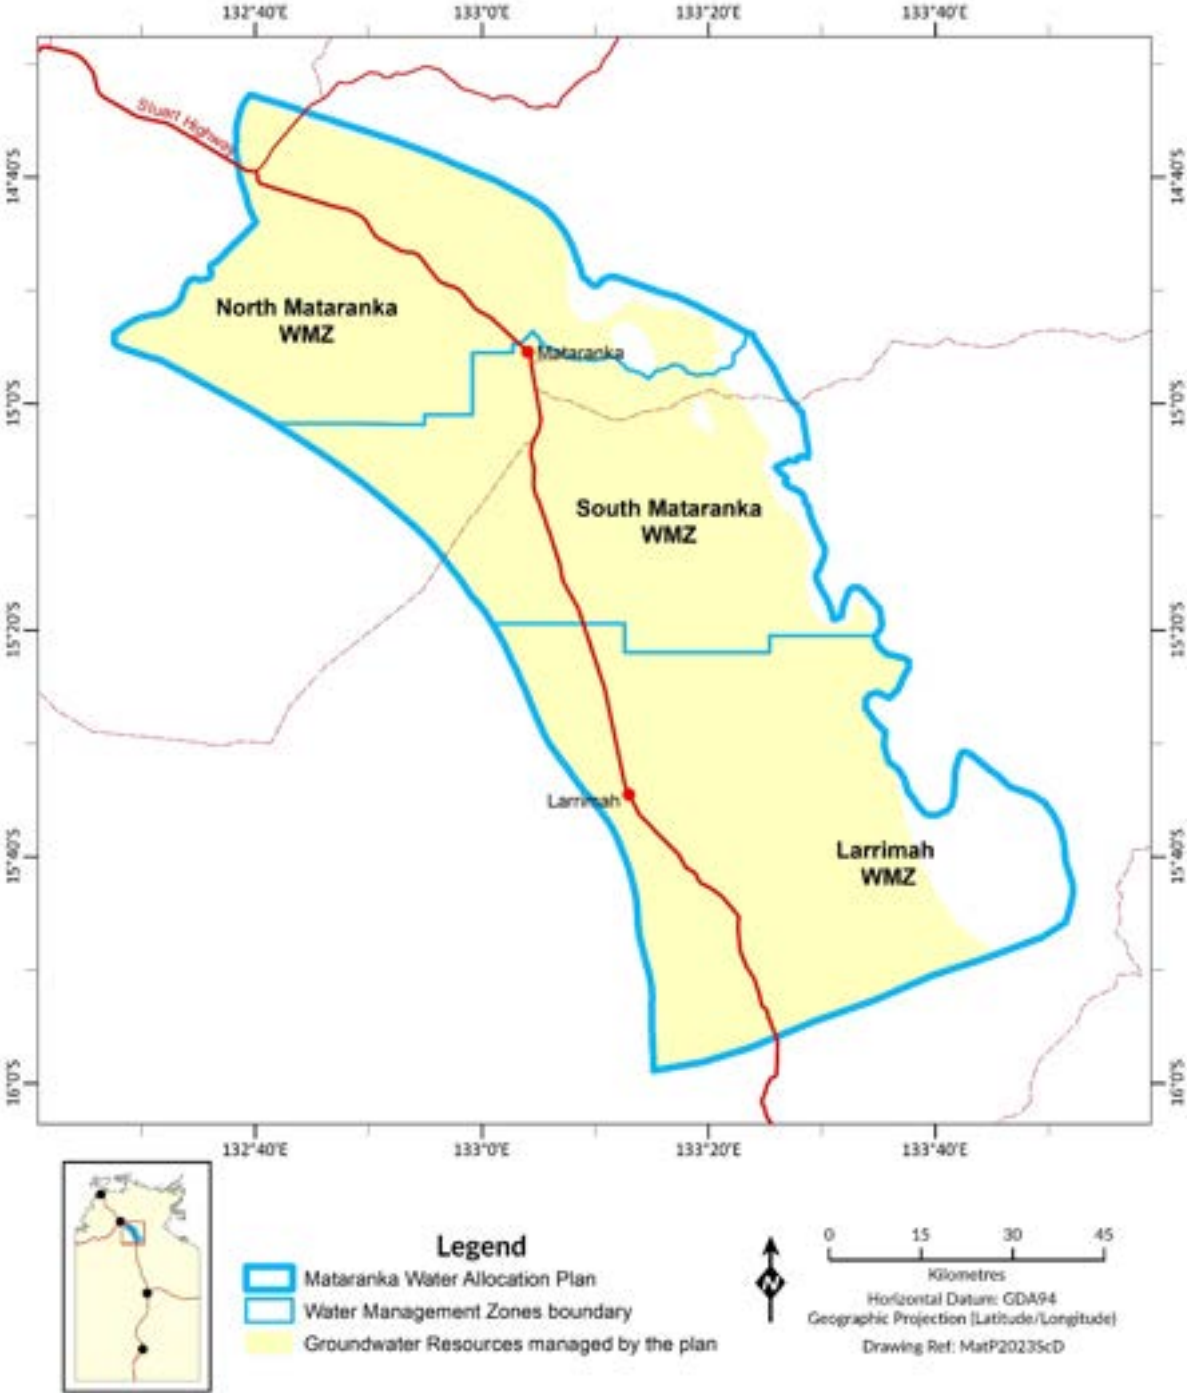 132°40'E 133°0'E 133°20'E 133°40'E
Stuart Highway
14°40'S 14°40'S
North Mataranka
WMZ
Mataranka
15°0'S 15°0'S
South Mataranka
WMZ
15°20'S 15°20'S
Larrimah
Larrimah
WMZ
15°40'S 15°40'S
16°0'S 16°0'S
132°40'E 133°0'E 133°20'E 133°40'E
Legend
Mataranka Water Allocation Plan
Water Management Zones boundary
Groundwater Resources managed by the plan
N
0 15 30 45
Kilometres
Horizontal Datum: GDA94
Geographic Projection (Latitude/Longitude)
Drawing Ref: MatP2023ScD